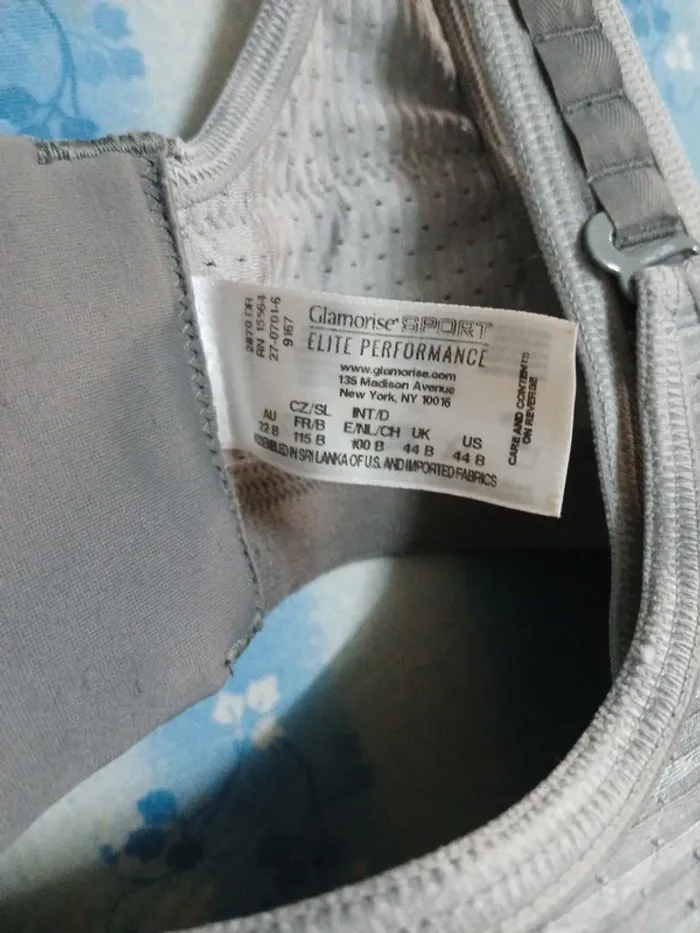 2870 DR
RN 15564
27-0701-6
9167
Glamorise® SPORT
ELITE PERFORMANCE
www.glamorise.com
135 Madison Avenue
New York, NY 10016
AU CZ/SL FR/B INT/D E/NL/CH UK US
22 B 115 B 100 B 44 B 44 B
ASSEMBLED IN SRI LANKA OF U.S. AND IMPORTED FABRICS
CARE AND CONTENTS
ON REVERSE